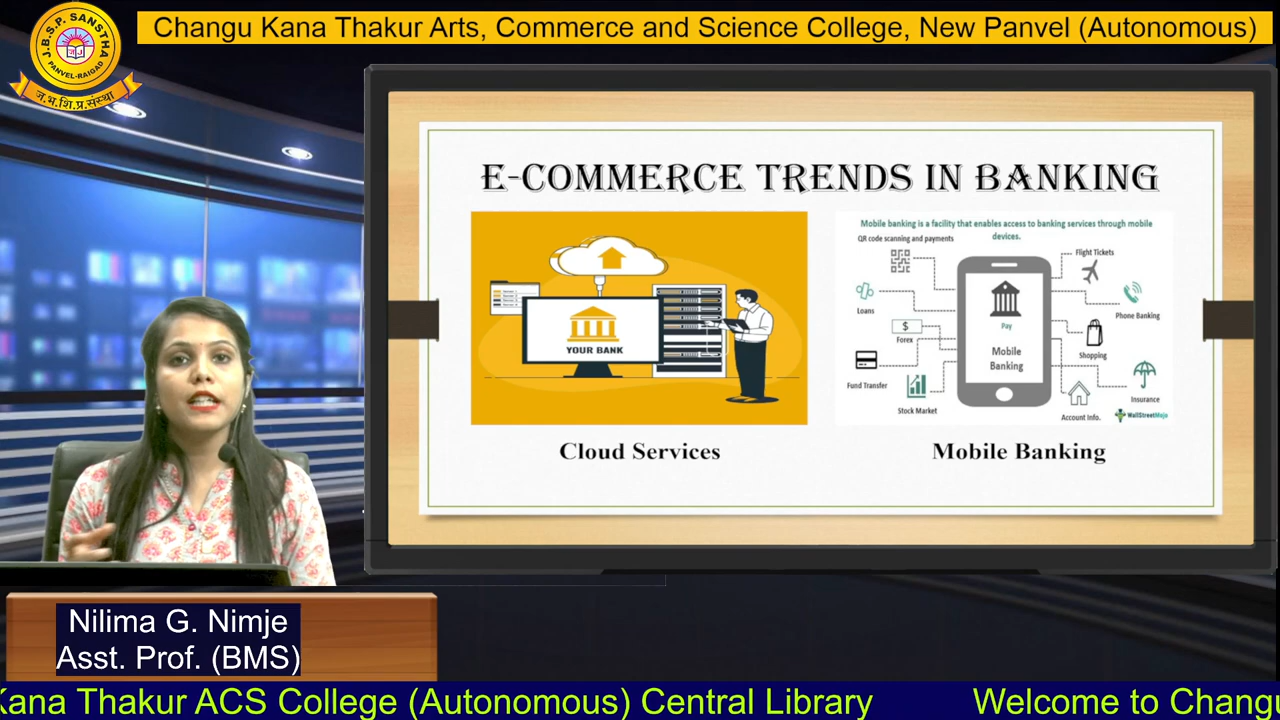 J.B.S.P. SANSTHA
PANVEL-RAIGAD
ज.भ.शि.प्र.संस्था
Changu Kana Thakur Arts, Commerce and Science College, New Panvel (Autonomous)
E-COMMERCE TRENDS IN BANKING
YOUR BANK
Cloud Services
Mobile banking is a facility that enables access to banking services through mobile
devices.
QR code scanning and payments
Flight Tickets
Loans
Phone Banking
$
Forex
Pay
Shopping
Mobile
Banking
Fund Transfer
Insurance
Stock Market
Account Info.
WallStreetMojo
Mobile Banking
Nilima G. Nimje
Asst. Prof. (BMS)
Kana Thakur ACS College (Autonomous) Central Library
Welcome to Changu